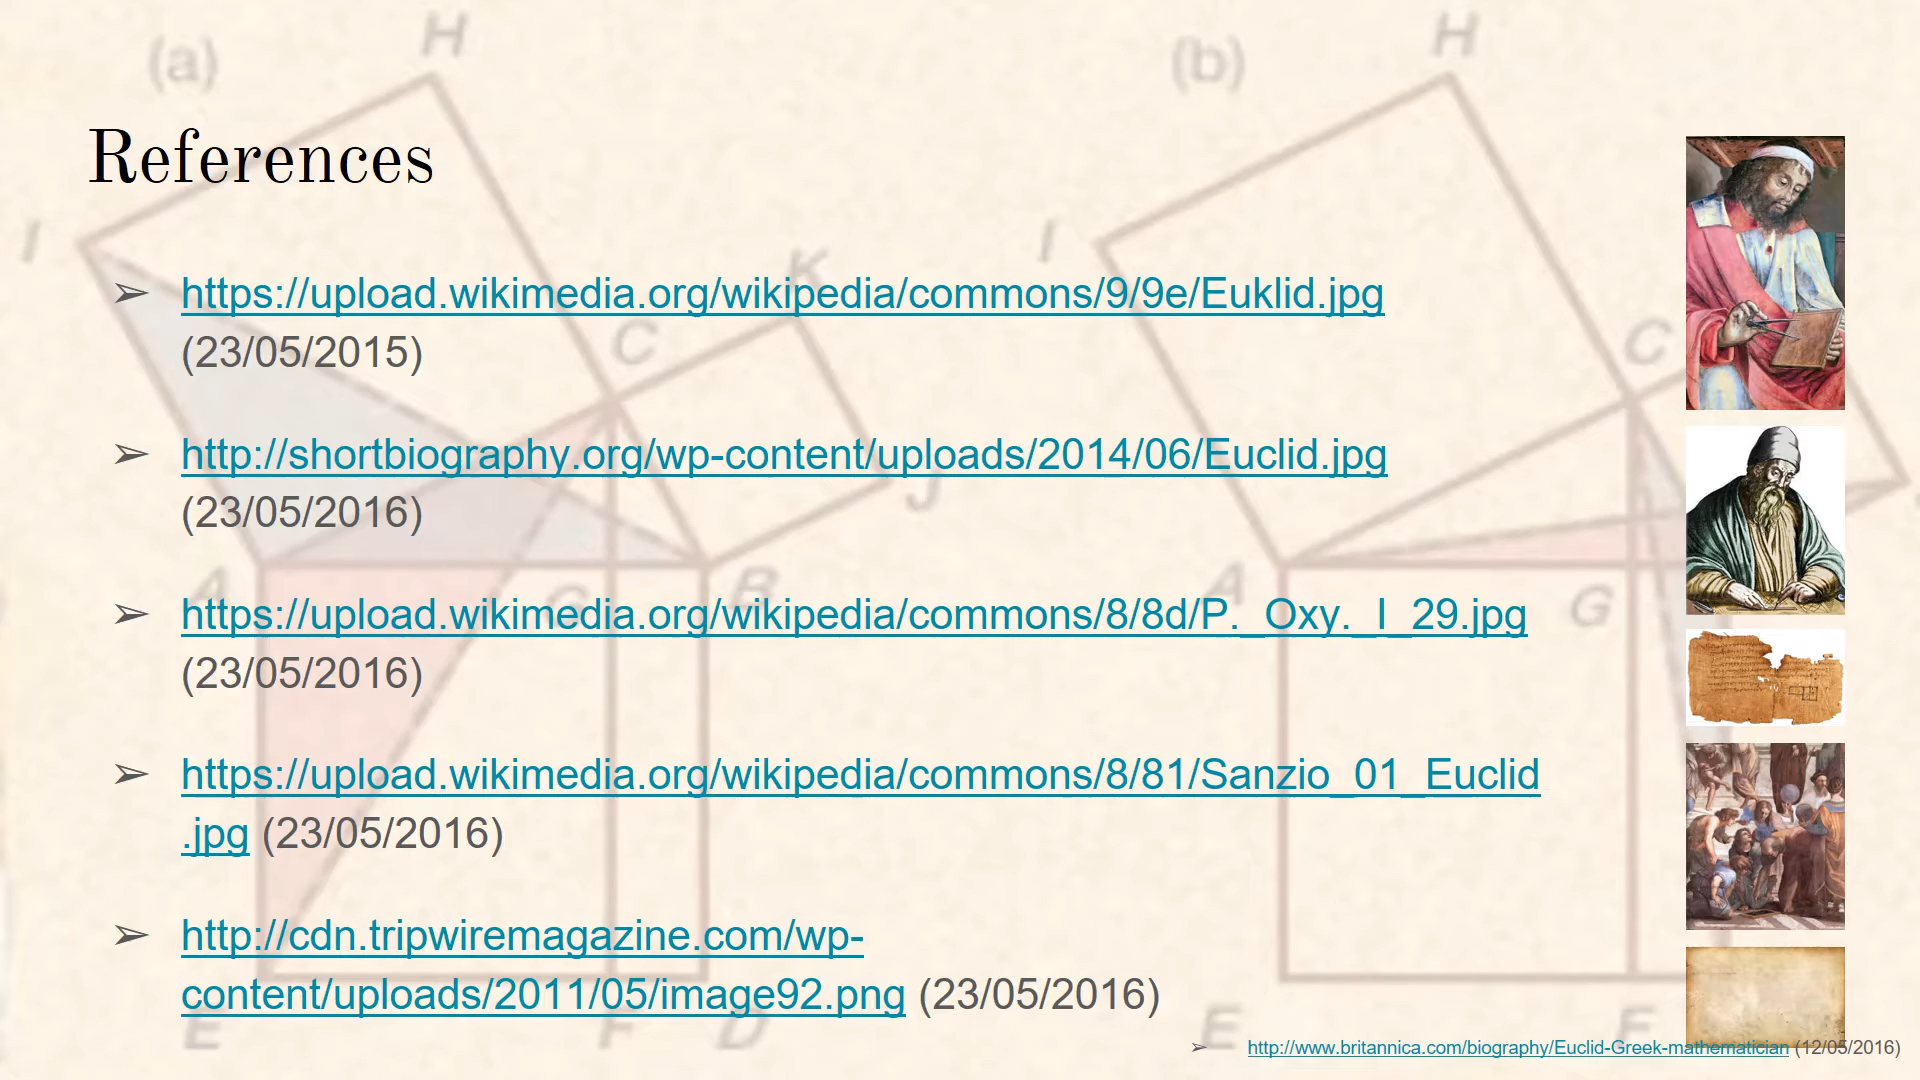 (a)
H
(b)
H
References
I
K
I
➢ https://upload.wikimedia.org/wikipedia/commons/9/9e/Euklid.jpg
(23/05/2015)
C
C
➢ http://shortbiography.org/wp-content/uploads/2014/06/Euclid.jpg
(23/05/2016)
J
A
G
B
A
G
➢ https://upload.wikimedia.org/wikipedia/commons/8/8d/P._Oxy._I_29.jpg
(23/05/2016)
➢ https://upload.wikimedia.org/wikipedia/commons/8/81/Sanzio_01_Euclid
.jpg (23/05/2016)
➢ http://cdn.tripwiremagazine.com/wp-
content/uploads/2011/05/image92.png (23/05/2016)
E
F
D
E
F
➢ http://www.britannica.com/biography/Euclid-Greek-mathematician (12/05/2016)